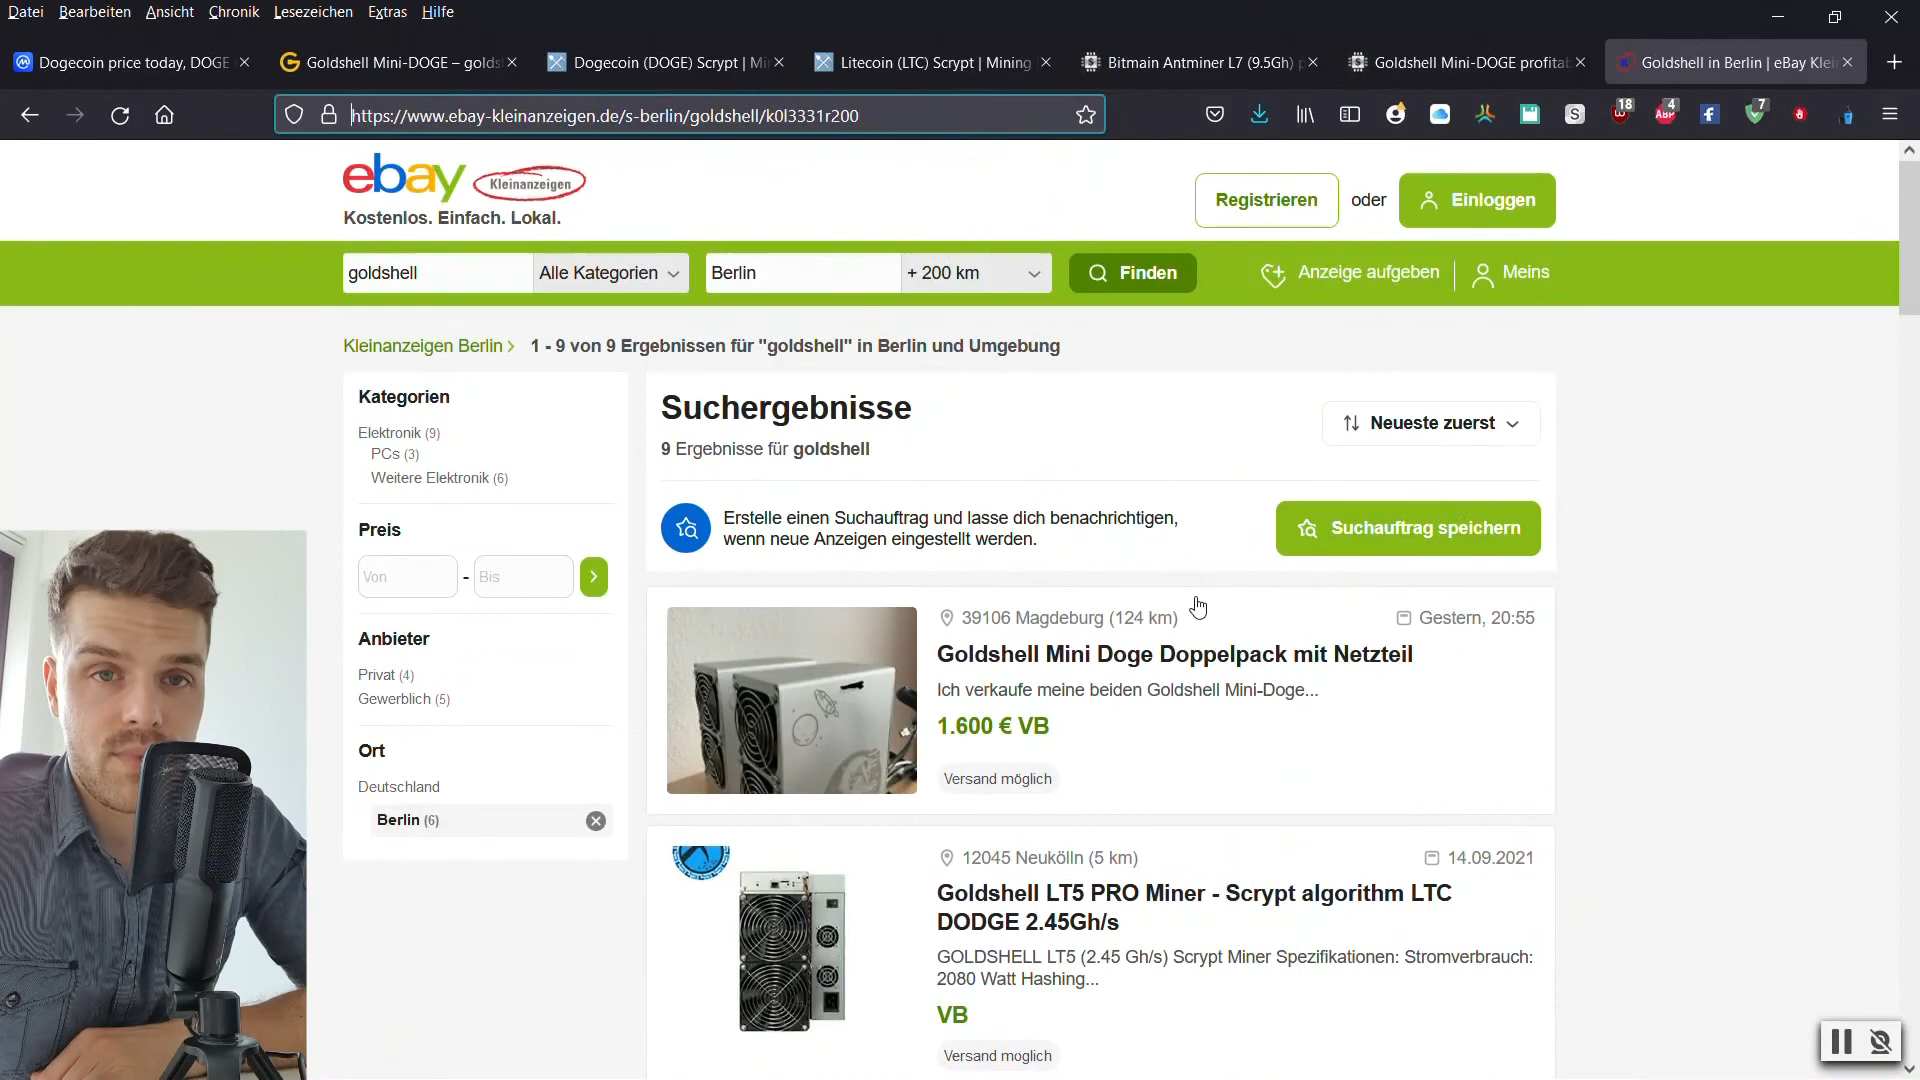 Datei Bearbeiten Ansicht Chronik Lesezeichen Extras Hilfe
Dogecoin price today, DOGE
Goldshell Mini-DOGE – golds
Dogecoin (DOGE) Scrypt | Mi
Litecoin (LTC) Scrypt | Mining
Bitmain Antminer L7 (9.5Gh) p
Goldshell Mini-DOGE profitab
Goldshell in Berlin | eBay Klei
https://www.ebay-kleinanzeigen.de/s-berlin/goldshell/k0l3331r200
S
18
ABP
4
7
ebay Kleinanzeigen
Kostenlos. Einfach. Lokal.
Registrieren oder Einloggen
goldshell Alle Kategorien Berlin + 200 km Finden Anzeige aufgeben Meins
Kleinanzeigen Berlin 1 - 9 von 9 Ergebnissen für "goldshell" in Berlin und Umgebung
Kategorien
Elektronik (9)
PCs (3)
Weitere Elektronik (6)
Preis
Von - Bis
Anbieter
Privat (4)
Gewerblich (5)
Ort
Deutschland
Berlin (6)
Suchergebnisse
Neueste zuerst
9 Ergebnisse für goldshell
Erstelle einen Suchauftrag und lasse dich benachrichtigen,
wenn neue Anzeigen eingestellt werden.
Suchauftrag speichern
39106 Magdeburg (124 km) Gestern, 20:55
Goldshell Mini Doge Doppelpack mit Netzteil
Ich verkaufe meine beiden Goldshell Mini-Doge...
1.600 € VB
Versand möglich
12045 Neukölln (5 km) 14.09.2021
Goldshell LT5 PRO Miner - Scrypt algorithm LTC
DODGE 2.45Gh/s
GOLDSHELL LT5 (2.45 Gh/s) Scrypt Miner Spezifikationen: Stromverbrauch:
2080 Watt Hashing...
VB
Versand möglich